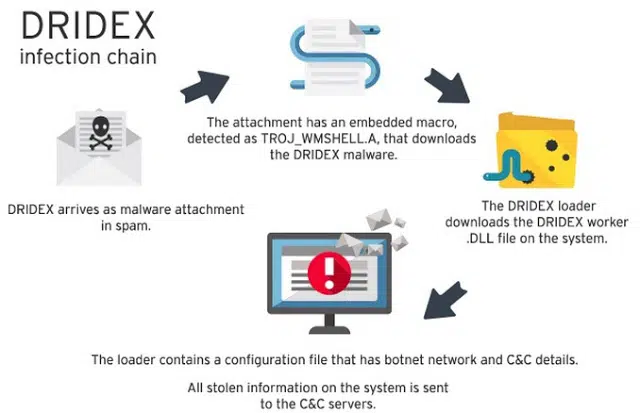 DRIDEX
infection chain
DRIDEX arrives as malware attachment
in spam.
The attachment has an embedded macro,
detected as TROJ_WMSHELL.A, that downloads
the DRIDEX malware.
The DRIDEX loader
downloads the DRIDEX worker
.DLL file on the system.
The loader contains a configuration file that has botnet network and C&C details.
All stolen information on the system is sent
to the C&C servers.